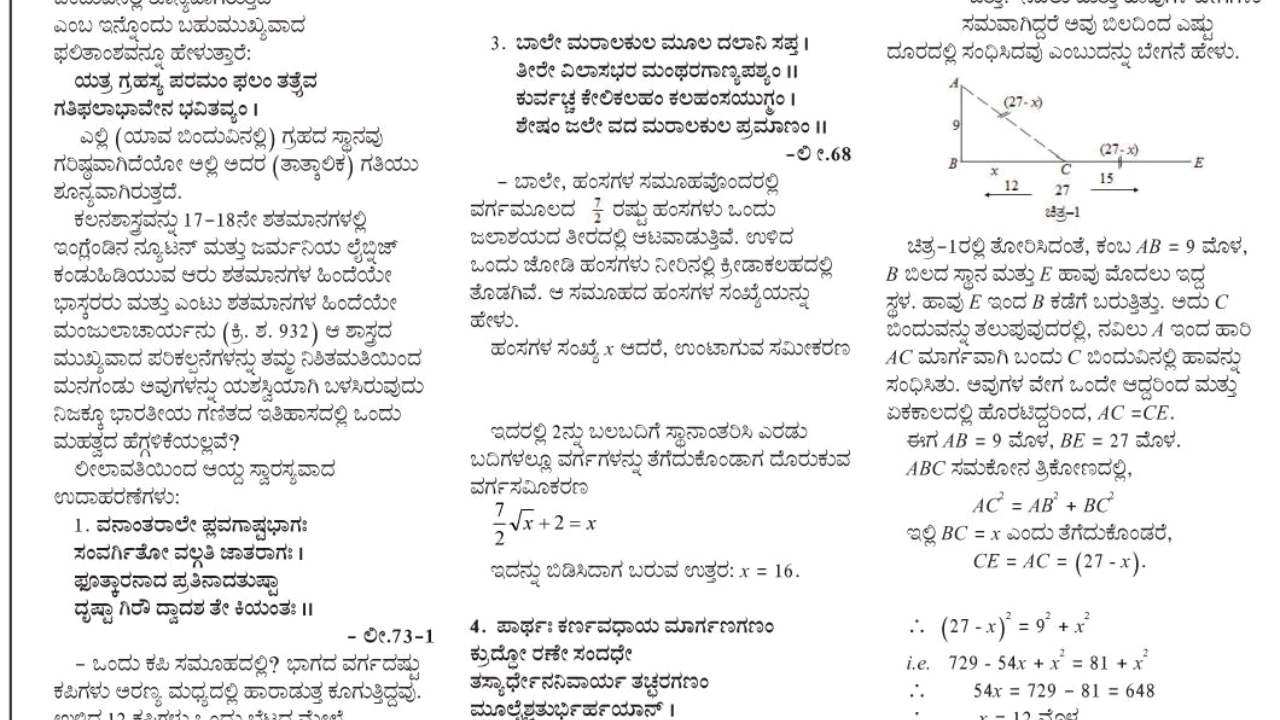 ಎಂಬ ಇನ್ನೊಂದು ಬಹುಮುಖ್ಯವಾದ
ಫಲಿತಾಂಶವನ್ನೂ ಹೇಳುತ್ತಾರೆ:
ಯತ್ರ ಗ್ರಹಸ್ಯ ಪರಮಂ ಫಲಂ ತತ್ರೈವ
ಗತಿಫಲಾಭಾವೇನ ಭವಿತವ್ಯಂ ।
ಎಲ್ಲಿ (ಯಾವ ಬಿಂದುವಿನಲ್ಲಿ) ಗ್ರಹದ ಸ್ಥಾನವು
ಗರಿಷ್ಠವಾಗಿದೆಯೋ ಅಲ್ಲಿ ಅದರ (ತಾತ್ಕಾಲಿಕ) ಗತಿಯು
ಶೂನ್ಯವಾಗಿರುತ್ತದೆ.
ಕಲನಶಾಸ್ತ್ರವನ್ನು 17-18ನೇ ಶತಮಾನಗಳಲ್ಲಿ
ಇಂಗ್ಲೆಂಡಿನ ನ್ಯೂಟನ್ ಮತ್ತು ಜರ್ಮನಿಯ ಲೈಬ್ನಿಜ್
ಕಂಡುಹಿಡಿಯುವ ಆರು ಶತಮಾನಗಳ ಹಿಂದೆಯೇ
ಭಾಸ್ಕರರು ಮತ್ತು ಎಂಟು ಶತಮಾನಗಳ ಹಿಂದೆಯೇ
ಮಂಜುಲಾಚಾರ್ಯನು (ಕ್ರಿ. ಶ. 932) ಆ ಶಾಸ್ತ್ರದ
ಮುಖ್ಯವಾದ ಪರಿಕಲ್ಪನೆಗಳನ್ನು ತಮ್ಮ ನಿಶಿತಮತಿಯಿಂದ
ಮನಗಂಡು ಅವುಗಳನ್ನು ಯಶಸ್ವಿಯಾಗಿ ಬಳಸಿರುವುದು
ನಿಜಕ್ಕೂ ಭಾರತೀಯ ಗಣಿತದ ಇತಿಹಾಸದಲ್ಲಿ ಒಂದು
ಮಹತ್ವದ ಹೆಗ್ಗಳಿಕೆಯಲ್ಲವೆ?
ಲೀಲಾವತಿಯಿಂದ ಆಯ್ದ ಸ್ವಾರಸ್ಯವಾದ
ಉದಾಹರಣೆಗಳು:
1. ವನಾಂತರಾಲೇ ಪ್ಲವಗಾಷ್ಟಭಾಗಃ
ಸಂವರ್ಗಿತೋ ವಲ್ಗತಿ ಜಾತರಾಗಃ ।
ಫೂತ್ಕಾರನಾದ ಪ್ರತಿನಾದತುಷ್ಟಾ
ದೃಷ್ಟಾ ಗಿರೌ ದ್ವಾದಶ ತೇ ಕಿಯಂತಃ ॥
- ಲೀ.73-1
- ಒಂದು ಕಪಿ ಸಮೂಹದಲ್ಲಿ? ಭಾಗದ ವರ್ಗದಷ್ಟು
ಕಪಿಗಳು ಅರಣ್ಯ ಮಧ್ಯದಲ್ಲಿ ಹಾರಾಡುತ್ತ ಕೂಗುತ್ತಿದ್ದವು.
3. ಬಾಲೇ ಮರಾಲಕುಲ ಮೂಲ ದಲಾನಿ ಸಪ್ತ ।
ತೀರೇ ವಿಲಾಸಭರ ಮಂಥರಗಾಣ್ಯಪಶ್ಯಂ ॥
ಕುರ್ವಚ್ಚ ಕೇಲಿಕಲಹಂ ಕಲಹಂಸಯುಗ್ಮಂ ।
ಶೇಷಂ ಜಲೇ ವದ ಮರಾಲಕುಲ ಪ್ರಮಾಣಂ ॥
-ಲೀ.68
- ಬಾಲೇ, ಹಂಸಗಳ ಸಮೂಹವೊಂದರಲ್ಲಿ
ವರ್ಗಮೂಲದ 7/2 ರಷ್ಟು ಹಂಸಗಳು ಒಂದು
ಜಲಾಶಯದ ತೀರದಲ್ಲಿ ಆಟವಾಡುತ್ತಿವೆ. ಉಳಿದ
ಒಂದು ಜೋಡಿ ಹಂಸಗಳು ನೀರಿನಲ್ಲಿ ಕ್ರೀಡಾಕಲಹದಲ್ಲಿ
ತೊಡಗಿವೆ. ಆ ಸಮೂಹದ ಹಂಸಗಳ ಸಂಖ್ಯೆಯನ್ನು
ಹೇಳು.
ಹಂಸಗಳ ಸಂಖ್ಯೆ x ಆದರೆ, ಉಂಟಾಗುವ ಸಮೀಕರಣ
ಇದರಲ್ಲಿ 2ನ್ನು ಬಲಬದಿಗೆ ಸ್ಥಾನಾಂತರಿಸಿ ಎರಡು
ಬದಿಗಳಲ್ಲೂ ವರ್ಗಗಳನ್ನು ತೆಗೆದುಕೊಂಡಾಗ ದೊರುಕುವ
ವರ್ಗಸಮೀಕರಣ
7/2 √x + 2 = x
ಇದನ್ನು ಬಿಡಿಸಿದಾಗ ಬರುವ ಉತ್ತರ: x = 16.
4. ಪಾರ್ಥಃ ಕರ್ಣವಧಾಯ ಮಾರ್ಗಣಗಣಂ
ಕ್ರುದ್ಧೋ ರಣೇ ಸಂದಧೇ
ತಸ್ಯಾರ್ಧೇನನಿವಾರ್ಯ ತಚ್ಛರಗಣಂ
ಮೂಲೈಶ್ಚತುರ್ಭಿರ್ಹಯಾನ್ ।
ಸಮವಾಗಿದ್ದರೆ ಅವು ಬಿಲದಿಂದ ಎಷ್ಟು
ದೂರದಲ್ಲಿ ಸಂಧಿಸಿದವು ಎಂಬುದನ್ನು ಬೇಗನೆ ಹೇಳು.
A
(27-x)
9
(27-x)
B x C E
12 27 15
ಚಿತ್ರ-1
ಚಿತ್ರ-1ರಲ್ಲಿ ತೋರಿಸಿದಂತೆ, ಕಂಬ AB = 9 ಮೊಳ,
B ಬಿಲದ ಸ್ಥಾನ ಮತ್ತು E ಹಾವು ಮೊದಲು ಇದ್ದ
ಸ್ಥಳ. ಹಾವು E ಇಂದ B ಕಡೆಗೆ ಬರುತ್ತಿತ್ತು. ಅದು C
ಬಿಂದುವನ್ನು ತಲುಪುವುದರಲ್ಲಿ, ನವಿಲು A ಇಂದ ಹಾರಿ
AC ಮಾರ್ಗವಾಗಿ ಬಂದು C ಬಿಂದುವಿನಲ್ಲಿ ಹಾವನ್ನು
ಸಂಧಿಸಿತು. ಅವುಗಳ ವೇಗ ಒಂದೇ ಆದ್ದರಿಂದ ಮತ್ತು
ಏಕಕಾಲದಲ್ಲಿ ಹೊರಟಿದ್ದರಿಂದ, AC =CE.
ಈಗ AB = 9 ಮೊಳ, BE = 27 ಮೊಳ.
ABC ಸಮಕೋನ ತ್ರಿಕೋಣದಲ್ಲಿ,
AC² = AB² + BC²
ಇಲ್ಲಿ BC = x ಎಂದು ತೆಗೆದುಕೊಂಡರೆ,
CE = AC = (27 - x).
∴ (27 - x)² = 9² + x²
i.e. 729 - 54x + x² = 81 + x²
∴ 54x = 729 – 81 = 648
∴ x = 12 ಮೊಳ